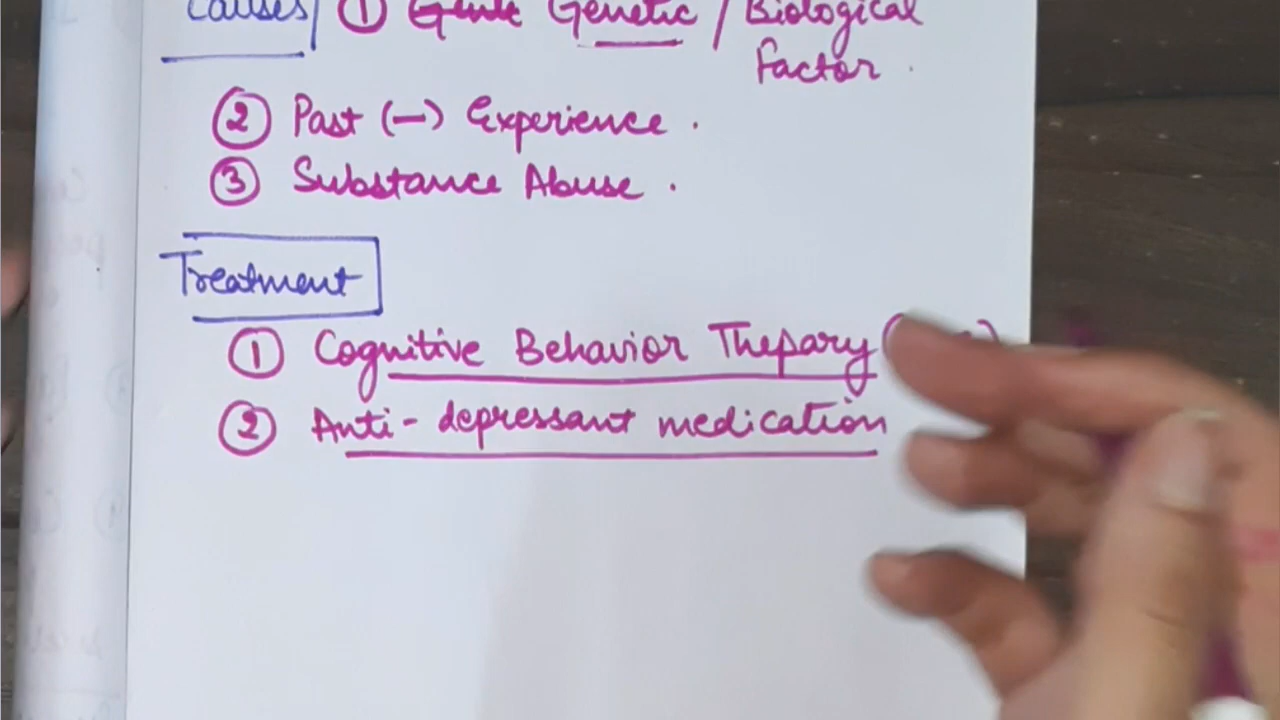 Causes ① Genetic / Biological
Factor.
② Past (-) Experience.
③ Substance Abuse.
Treatment
① Cognitive Behavior Thepary
② Anti-depressant medication